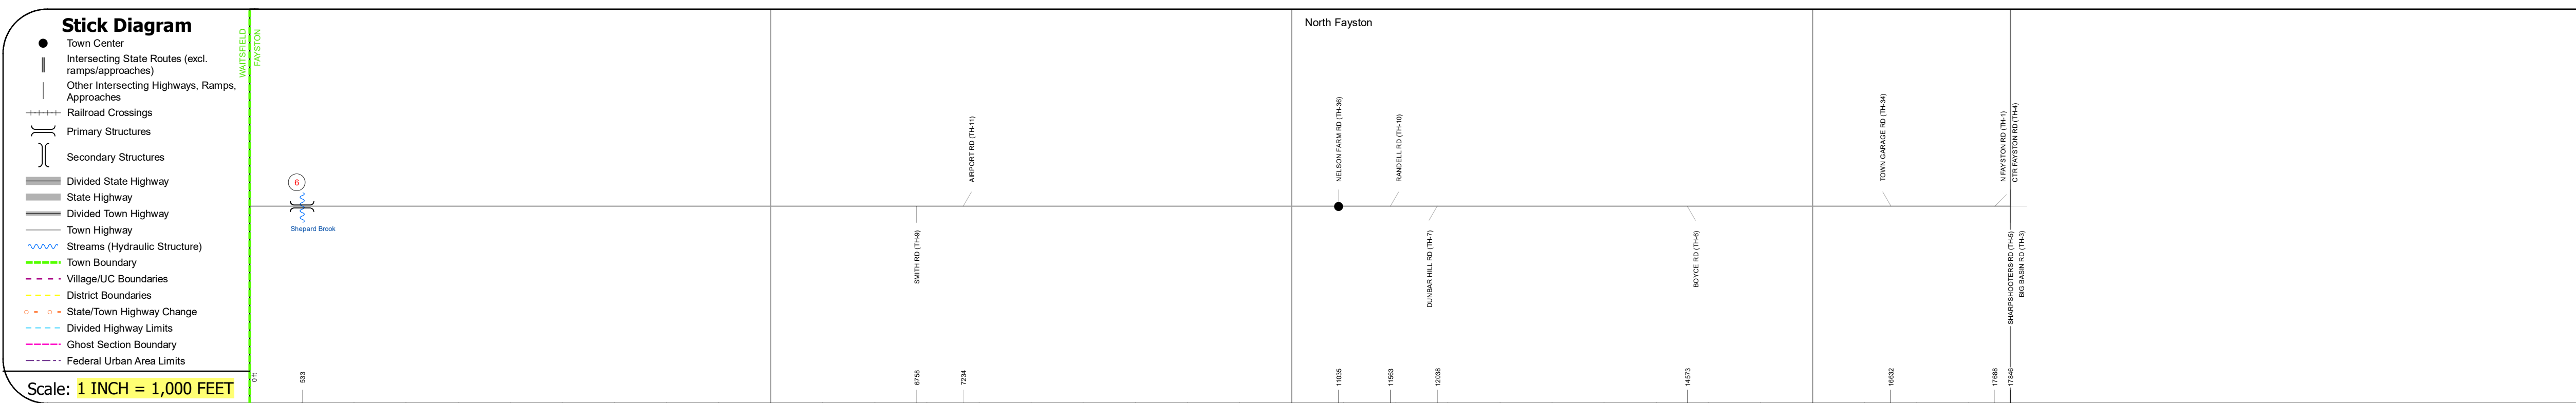 Stick Diagram
Town Center
Intersecting State Routes (excl.
ramps/approaches)
Other Intersecting Highways, Ramps,
Approaches
Railroad Crossings
Primary Structures
Secondary Structures
Divided State Highway
State Highway
Divided Town Highway
Town Highway
Streams (Hydraulic Structure)
Town Boundary
Village/UC Boundaries
District Boundaries
State/Town Highway Change
Divided Highway Limits
Ghost Section Boundary
Federal Urban Area Limits
Scale: 1 INCH = 1,000 FEET
WAITSFIELD
FAYSTON
North Fayston
6
Shepard Brook
SMITH RD (TH-9)
AIRPORT RD (TH-11)
NELSON FARM RD (TH-36)
RANDELL RD (TH-10)
DUNBAR HILL RD (TH-7)
BOYCE RD (TH-6)
TOWN GARAGE RD (TH-34)
N FAYSTON RD (TH-1)
CTR FAYSTON RD (TH-4)
SHARPSHOOTERS RD (TH-5)
BIG BASIN RD (TH-3)
0 ft
533
6758
7234
11035
11563
12038
14573
16632
17688
17846